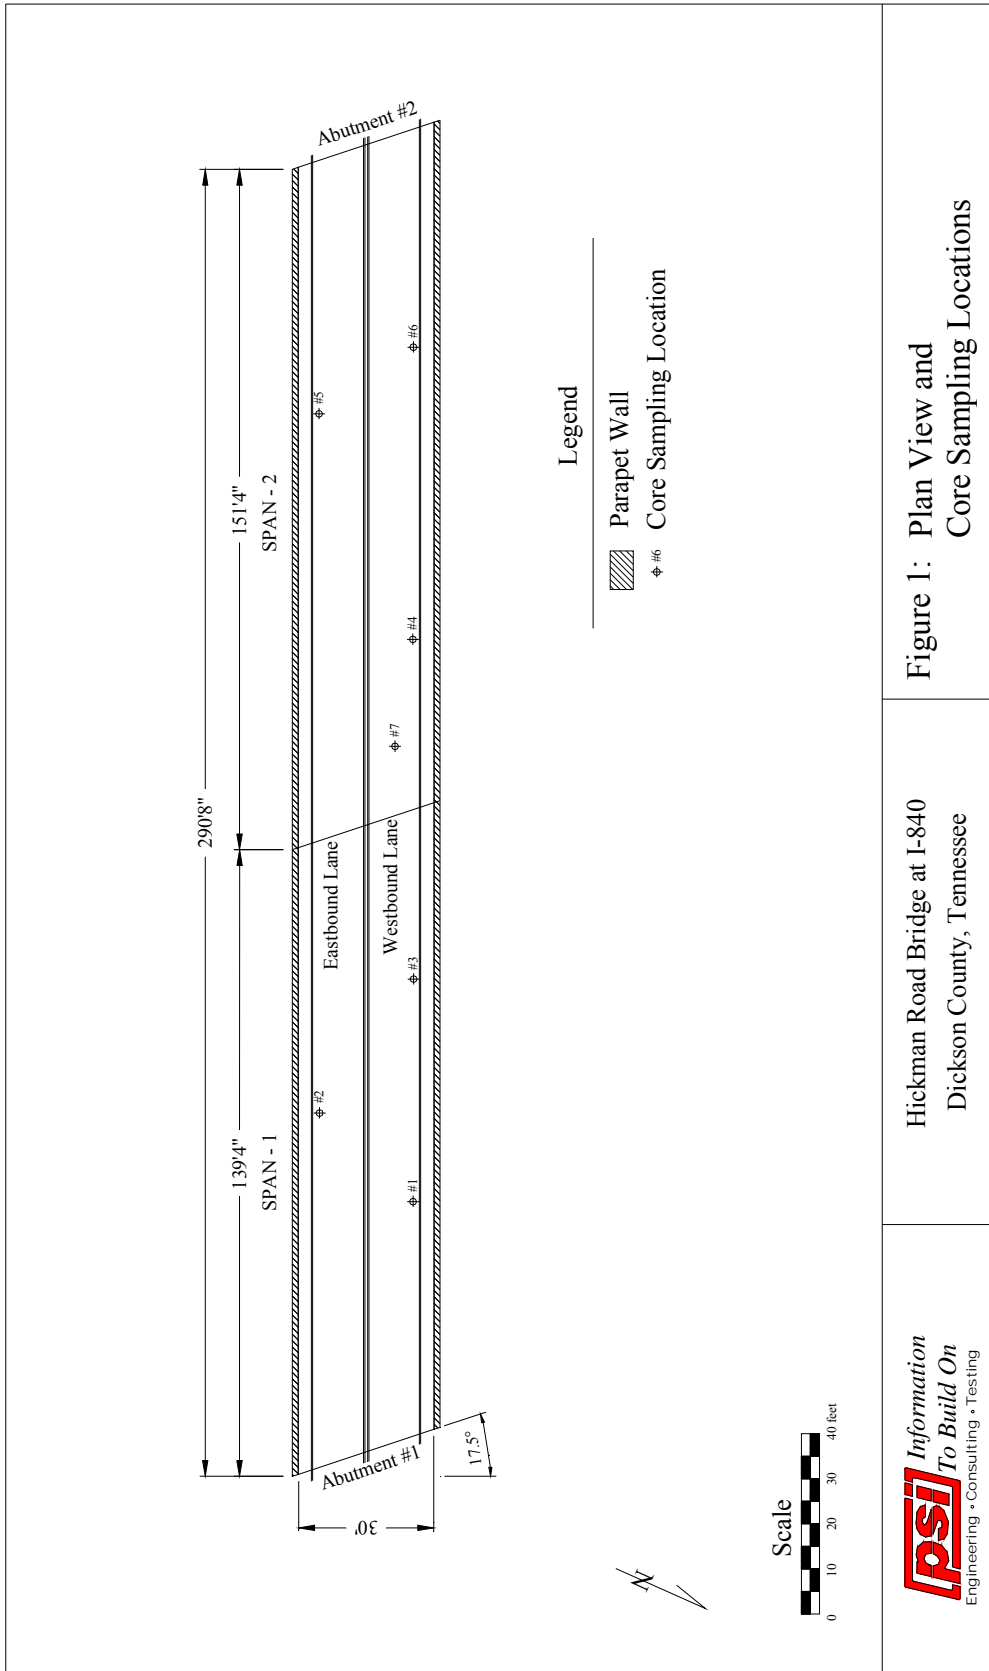 290'8"
139'4"
151'4"
SPAN - 1
SPAN - 2
Abutment #1
Abutment #2
30'
17.5°
Eastbound Lane
Westbound Lane
#2
#5
#1
#3
#7
#4
#6
N
Legend
Parapet Wall
#6 Core Sampling Location
Scale
0 10 20 30 40 feet
psi Information
To Build On
Engineering • Consulting • Testing
Hickman Road Bridge at I-840
Dickson County, Tennessee
Figure 1: Plan View and
Core Sampling Locations